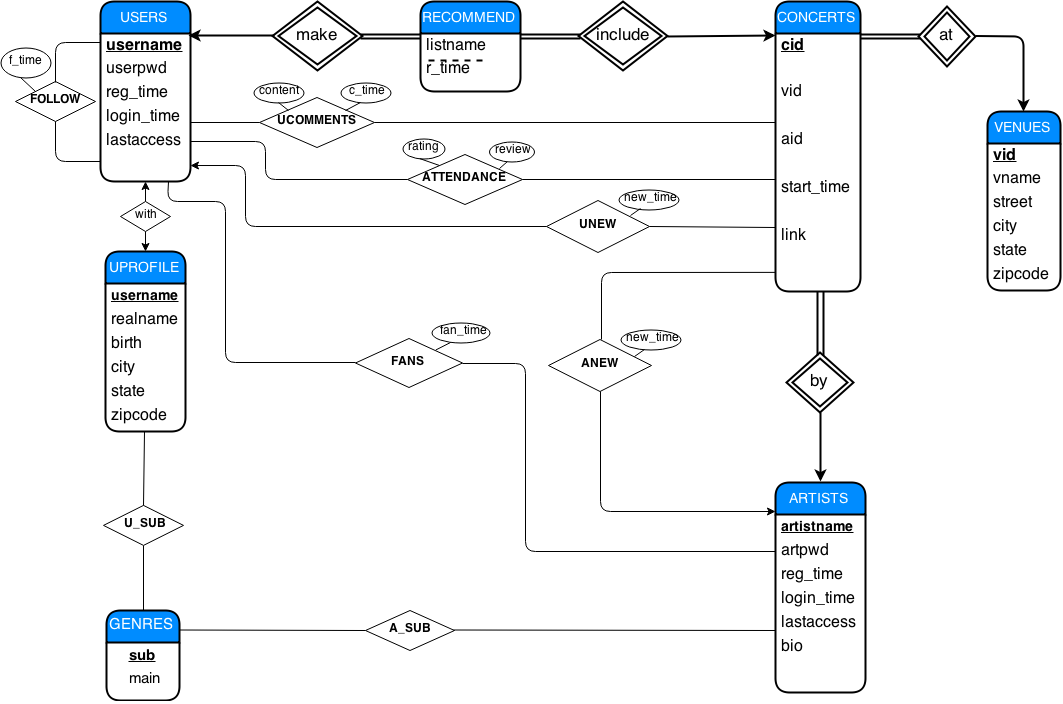 USERS
username
userpwd
reg_time
login_time
lastaccess
f_time
FOLLOW
make
RECOMMEND
listname
r_time
include
CONCERTS
cid
vid
aid
start_time
link
at
VENUES
vid
vname
street
city
state
zipcode
content
c_time
UCOMMENTS
rating
review
ATTENDANCE
new_time
UNEW
with
UPROFILE
username
realname
birth
city
state
zipcode
fan_time
FANS
new_time
ANEW
by
ARTISTS
artistname
artpwd
reg_time
login_time
lastaccess
bio
U_SUB
GENRES
sub
main
A_SUB